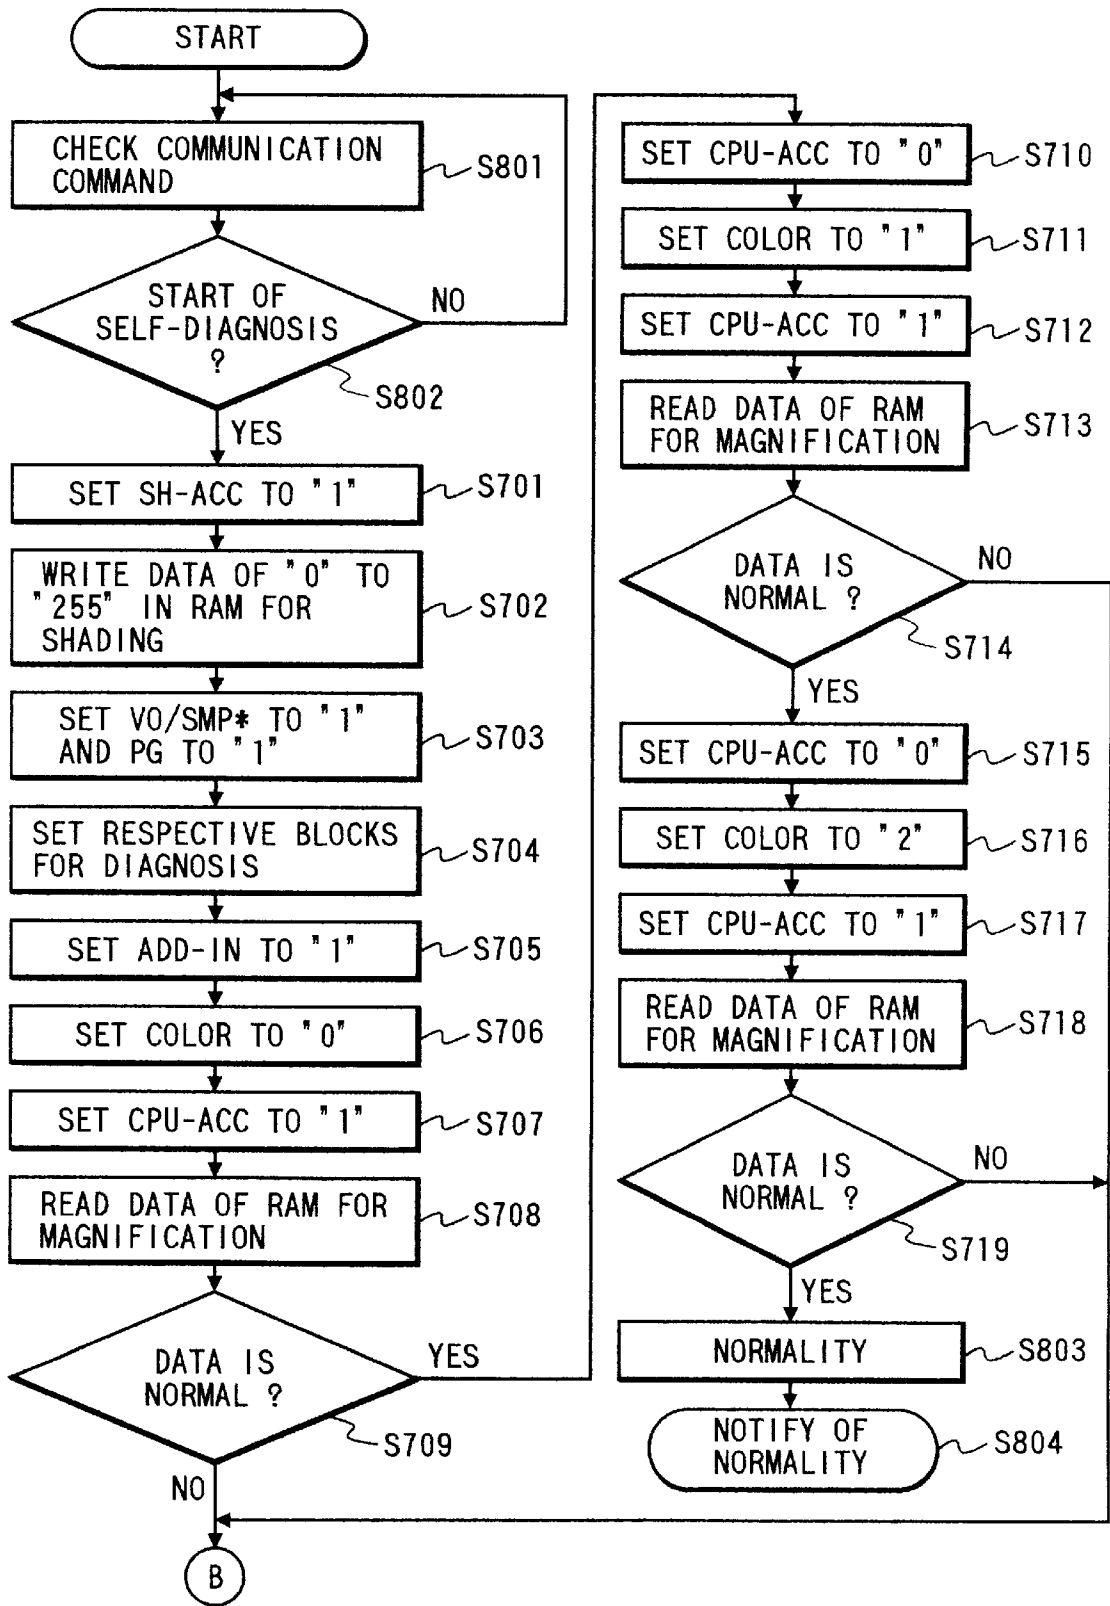 START
CHECK COMMUNICATION
COMMAND
S801
START OF
SELF-DIAGNOSIS
?
NO
S802
YES
SET SH-ACC TO "1"
S701
WRITE DATA OF "0" TO
"255" IN RAM FOR
SHADING
S702
SET VO/SMP* TO "1"
AND PG TO "1"
S703
SET RESPECTIVE BLOCKS
FOR DIAGNOSIS
S704
SET ADD-IN TO "1"
S705
SET COLOR TO "0"
S706
SET CPU-ACC TO "1"
S707
READ DATA OF RAM FOR
MAGNIFICATION
S708
DATA IS
NORMAL ?
YES
S709
NO
B
SET CPU-ACC TO "0"
S710
SET COLOR TO "1"
S711
SET CPU-ACC TO "1"
S712
READ DATA OF RAM
FOR MAGNIFICATION
S713
DATA IS
NORMAL ?
NO
S714
YES
SET CPU-ACC TO "0"
S715
SET COLOR TO "2"
S716
SET CPU-ACC TO "1"
S717
READ DATA OF RAM
FOR MAGNIFICATION
S718
DATA IS
NORMAL ?
NO
S719
YES
NORMALITY
S803
NOTIFY OF
NORMALITY
S804